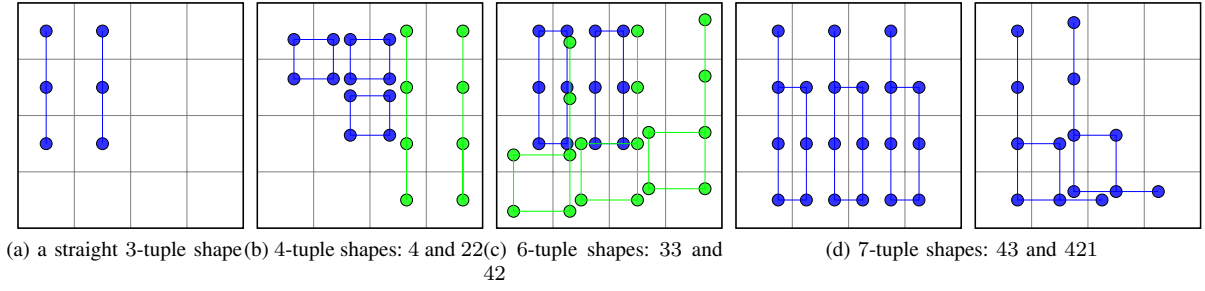 (a) a straight 3-tuple shape
(b) 4-tuple shapes: 4 and 22
(c) 6-tuple shapes: 33 and
42
(d) 7-tuple shapes: 43 and 421